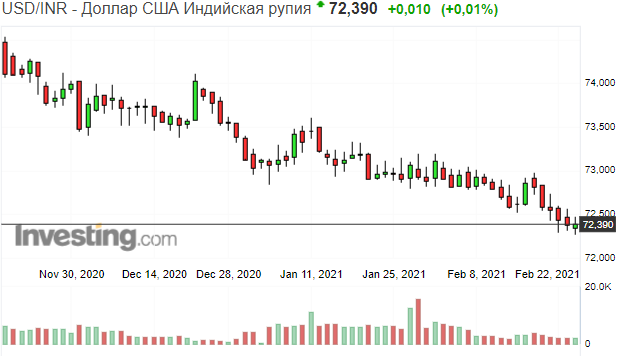 USD/INR - Доллар США Индийская рупия 72,390 +0,010 (+0,01%)
74,000
73,500
73,000
72,500
72,390
72,000
Investing.com
Nov 30, 2020 Dec 14, 2020 Dec 28, 2020 Jan 11, 2021 Jan 25, 2021 Feb 8, 2021 Feb 22, 2021
20.0K
0